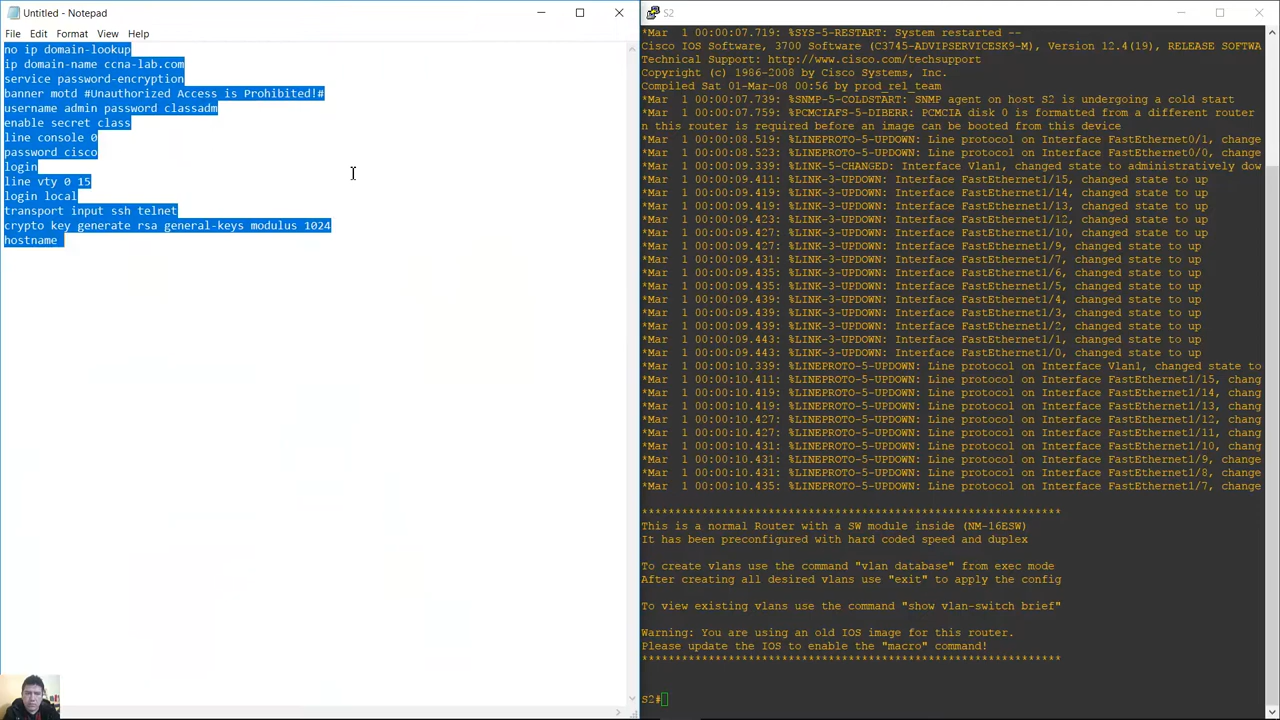 Untitled - Notepad
File Edit Format View Help
no ip domain-lookup
ip domain-name ccna-lab.com
service password-encryption
banner motd #Unauthorized Access is Prohibited!#
username admin password classadm
enable secret class
line console 0
password cisco
login
line vty 0 15
login local
transport input ssh telnet
crypto key generate rsa general-keys modulus 1024
hostname
S2
*Mar  1 00:00:07.719: %SYS-5-RESTART: System restarted --
Cisco IOS Software, 3700 Software (C3745-ADVIPSERVICESK9-M), Version 12.4(19), RELEASE SOFTWA
Technical Support: http://www.cisco.com/techsupport
Copyright (c) 1986-2008 by Cisco Systems, Inc.
Compiled Sat 01-Mar-08 00:56 by prod_rel_team
*Mar  1 00:00:07.739: %SNMP-5-COLDSTART: SNMP agent on host S2 is undergoing a cold start
*Mar  1 00:00:07.759: %PCMCIAFS-5-DIBERR: PCMCIA disk 0 is formatted from a different router
n this router is required before an image can be booted from this device
*Mar  1 00:00:08.519: %LINEPROTO-5-UPDOWN: Line protocol on Interface FastEthernet0/1, change
*Mar  1 00:00:08.523: %LINEPROTO-5-UPDOWN: Line protocol on Interface FastEthernet0/0, change
*Mar  1 00:00:09.339: %LINK-5-CHANGED: Interface Vlan1, changed state to administratively dow
*Mar  1 00:00:09.411: %LINK-3-UPDOWN: Interface FastEthernet1/15, changed state to up
*Mar  1 00:00:09.419: %LINK-3-UPDOWN: Interface FastEthernet1/14, changed state to up
*Mar  1 00:00:09.419: %LINK-3-UPDOWN: Interface FastEthernet1/13, changed state to up
*Mar  1 00:00:09.423: %LINK-3-UPDOWN: Interface FastEthernet1/12, changed state to up
*Mar  1 00:00:09.427: %LINK-3-UPDOWN: Interface FastEthernet1/10, changed state to up
*Mar  1 00:00:09.427: %LINK-3-UPDOWN: Interface FastEthernet1/9, changed state to up
*Mar  1 00:00:09.431: %LINK-3-UPDOWN: Interface FastEthernet1/7, changed state to up
*Mar  1 00:00:09.435: %LINK-3-UPDOWN: Interface FastEthernet1/6, changed state to up
*Mar  1 00:00:09.435: %LINK-3-UPDOWN: Interface FastEthernet1/5, changed state to up
*Mar  1 00:00:09.439: %LINK-3-UPDOWN: Interface FastEthernet1/4, changed state to up
*Mar  1 00:00:09.439: %LINK-3-UPDOWN: Interface FastEthernet1/3, changed state to up
*Mar  1 00:00:09.439: %LINK-3-UPDOWN: Interface FastEthernet1/2, changed state to up
*Mar  1 00:00:09.443: %LINK-3-UPDOWN: Interface FastEthernet1/1, changed state to up
*Mar  1 00:00:09.443: %LINK-3-UPDOWN: Interface FastEthernet1/0, changed state to up
*Mar  1 00:00:10.339: %LINEPROTO-5-UPDOWN: Line protocol on Interface Vlan1, changed state to
*Mar  1 00:00:10.411: %LINEPROTO-5-UPDOWN: Line protocol on Interface FastEthernet1/15, chang
*Mar  1 00:00:10.419: %LINEPROTO-5-UPDOWN: Line protocol on Interface FastEthernet1/14, chang
*Mar  1 00:00:10.419: %LINEPROTO-5-UPDOWN: Line protocol on Interface FastEthernet1/13, chang
*Mar  1 00:00:10.427: %LINEPROTO-5-UPDOWN: Line protocol on Interface FastEthernet1/12, chang
*Mar  1 00:00:10.427: %LINEPROTO-5-UPDOWN: Line protocol on Interface FastEthernet1/11, chang
*Mar  1 00:00:10.431: %LINEPROTO-5-UPDOWN: Line protocol on Interface FastEthernet1/10, chang
*Mar  1 00:00:10.431: %LINEPROTO-5-UPDOWN: Line protocol on Interface FastEthernet1/9, change
*Mar  1 00:00:10.431: %LINEPROTO-5-UPDOWN: Line protocol on Interface FastEthernet1/8, change
*Mar  1 00:00:10.435: %LINEPROTO-5-UPDOWN: Line protocol on Interface FastEthernet1/7, change
***************************************************************
This is a normal Router with a SW module inside (NM-16ESW)
It has been preconfigured with hard coded speed and duplex
To create vlans use the command "vlan database" from exec mode
After creating all desired vlans use "exit" to apply the config
To view existing vlans use the command "show vlan-switch brief"
Warning: You are using an old IOS image for this router.
Please update the IOS to enable the "macro" command!
***************************************************************
S2#